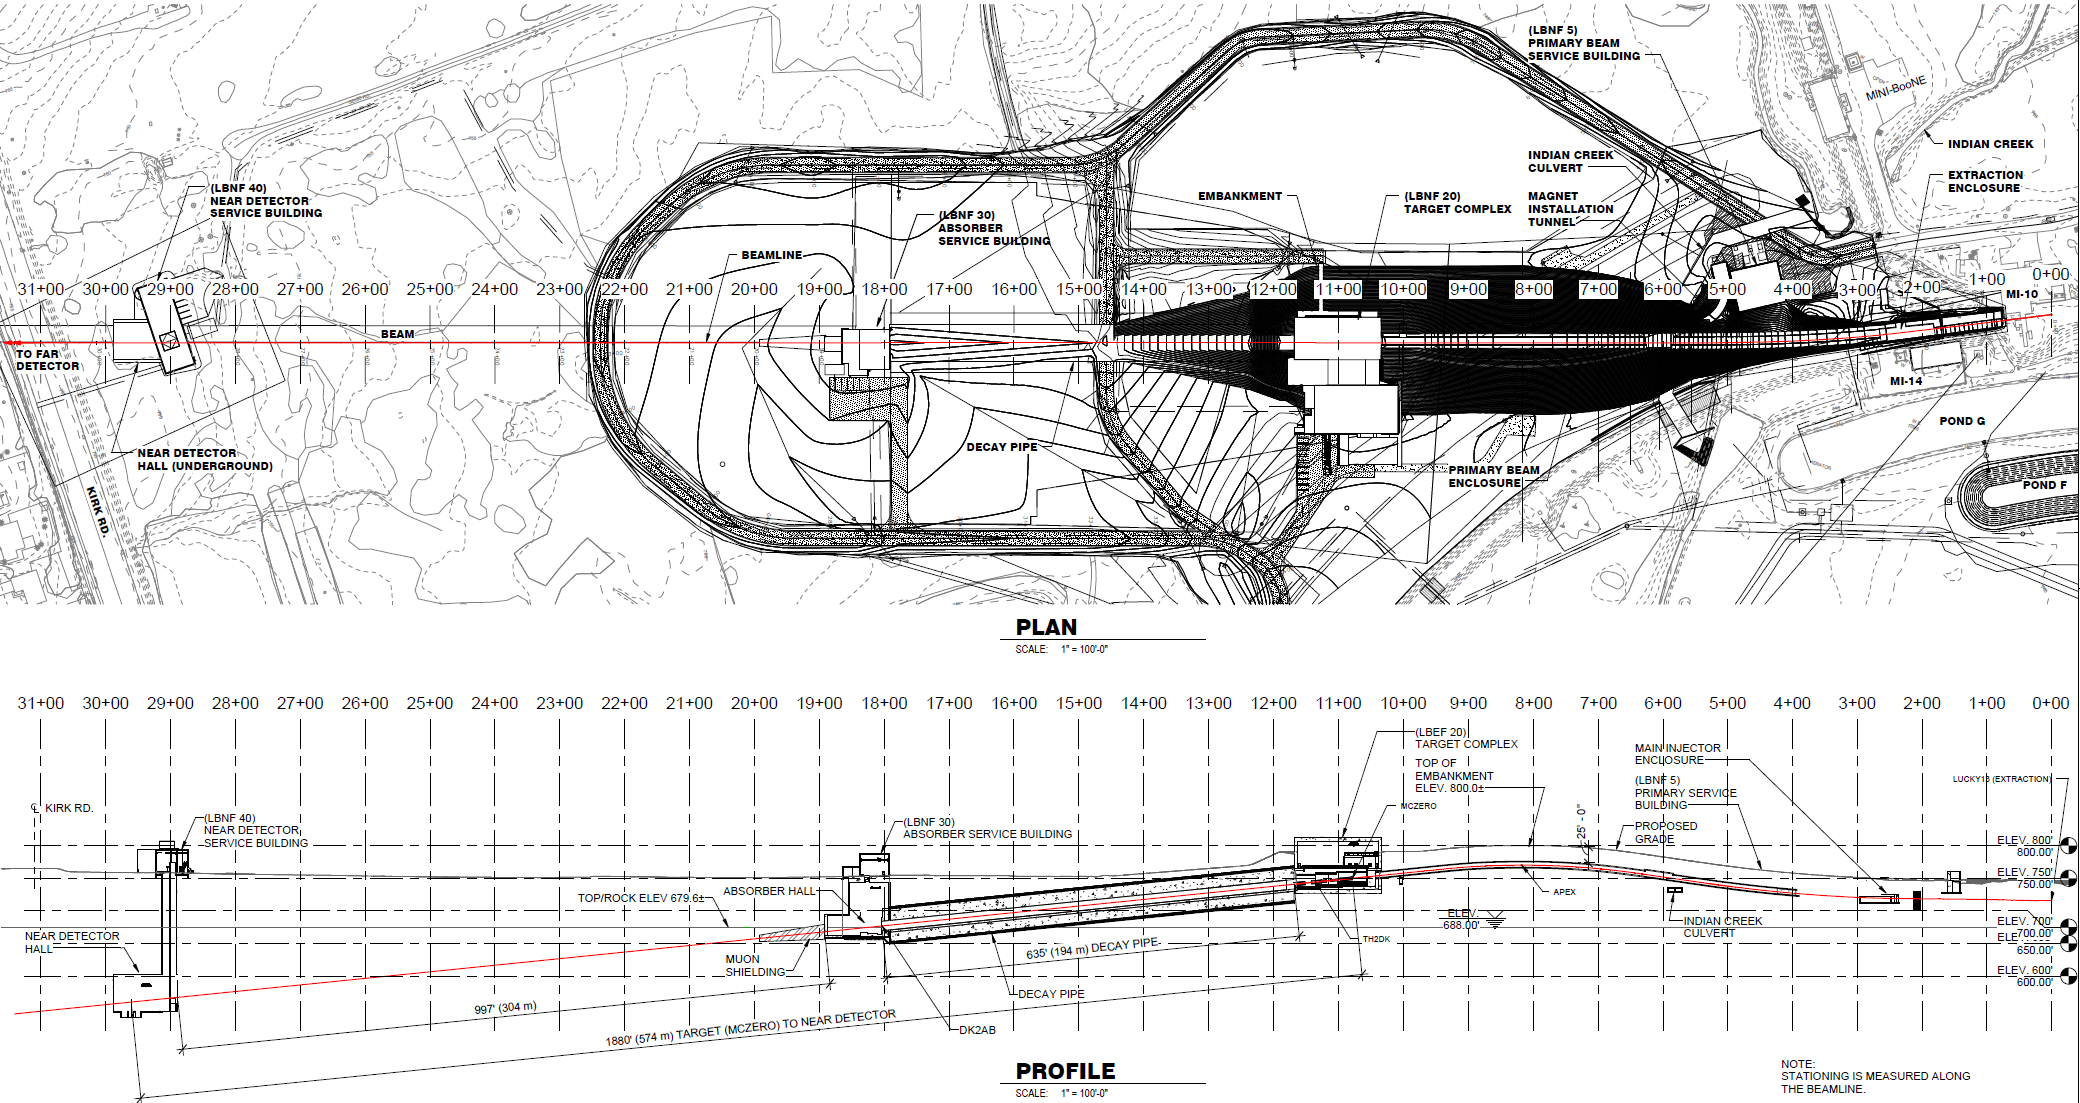 (LBNF 5)
PRIMARY BEAM
SERVICE BUILDING
MINI-BooNE
INDIAN CREEK
INDIAN CREEK
CULVERT
EXTRACTION
ENCLOSURE
(LBNF 40)
NEAR DETECTOR
SERVICE BUILDING
EMBANKMENT
(LBNF 20)
TARGET COMPLEX
MAGNET
INSTALLATION
TUNNEL
(LBNF 30)
ABSORBER
SERVICE BUILDING
BEAMLINE
31+00 30+00 29+00 28+00 27+00 26+00 25+00 24+00 23+00 22+00 21+00 20+00 19+00 18+00 17+00 16+00 15+00 14+00 13+00 12+00 11+00 10+00 9+00 8+00 7+00 6+00 5+00 4+00 3+00 2+00 1+00 0+00
MI-10
BEAM
TO FAR
DETECTOR
MI-14
POND G
DECAY PIPE
NEAR DETECTOR
HALL (UNDERGROUND)
PRIMARY BEAM
ENCLOSURE
POND F
KIRK RD.
PLAN
SCALE: 1" = 100'-0"
31+00 30+00 29+00 28+00 27+00 26+00 25+00 24+00 23+00 22+00 21+00 20+00 19+00 18+00 17+00 16+00 15+00 14+00 13+00 12+00 11+00 10+00 9+00 8+00 7+00 6+00 5+00 4+00 3+00 2+00 1+00 0+00
(LBEF 20)
TARGET COMPLEX
TOP OF
EMBANKMENT
ELEV. 800.0±
MCZERO
MAIN INJECTOR
ENCLOSURE
(LBNF 5)
PRIMARY SERVICE
BUILDING
PROPOSED
GRADE
25' - 0"
KIRK RD.
(LBNF 40)
NEAR DETECTOR
SERVICE BUILDING
(LBNF 30)
ABSORBER SERVICE BUILDING
ELEV. 800'
800.00'
ELEV. 750'
750.00'
ABSORBER HALL
TOP/ROCK ELEV 679.6±
APEX
ELEV.
688.00'
INDIAN CREEK
CULVERT
ELEV. 700'
700.00'
650.00'
ELEV. 600'
600.00'
NEAR DETECTOR
HALL
MUON
SHIELDING
TH2DK
635' (194 m) DECAY PIPE
DECAY PIPE
997' (304 m)
1880' (574 m) TARGET (MCZERO) TO NEAR DETECTOR
DK2AB
PROFILE
SCALE: 1" = 100'-0"
NOTE:
STATIONING IS MEASURED ALONG
THE BEAMLINE.